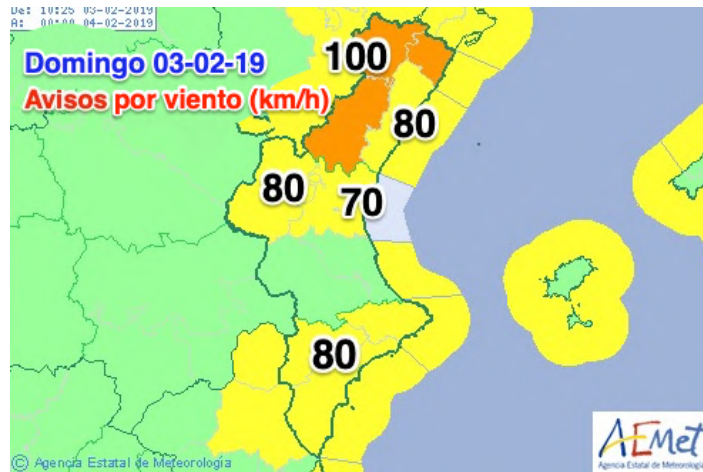 De: 10:25 03-02-2019
A: 00:00 04-02-2019
Domingo 03-02-19
Avisos por viento (km/h)
100
80
80
70
80
© Agencia Estatal de Meteorología
AEMet
Agencia Estatal de Meteorología